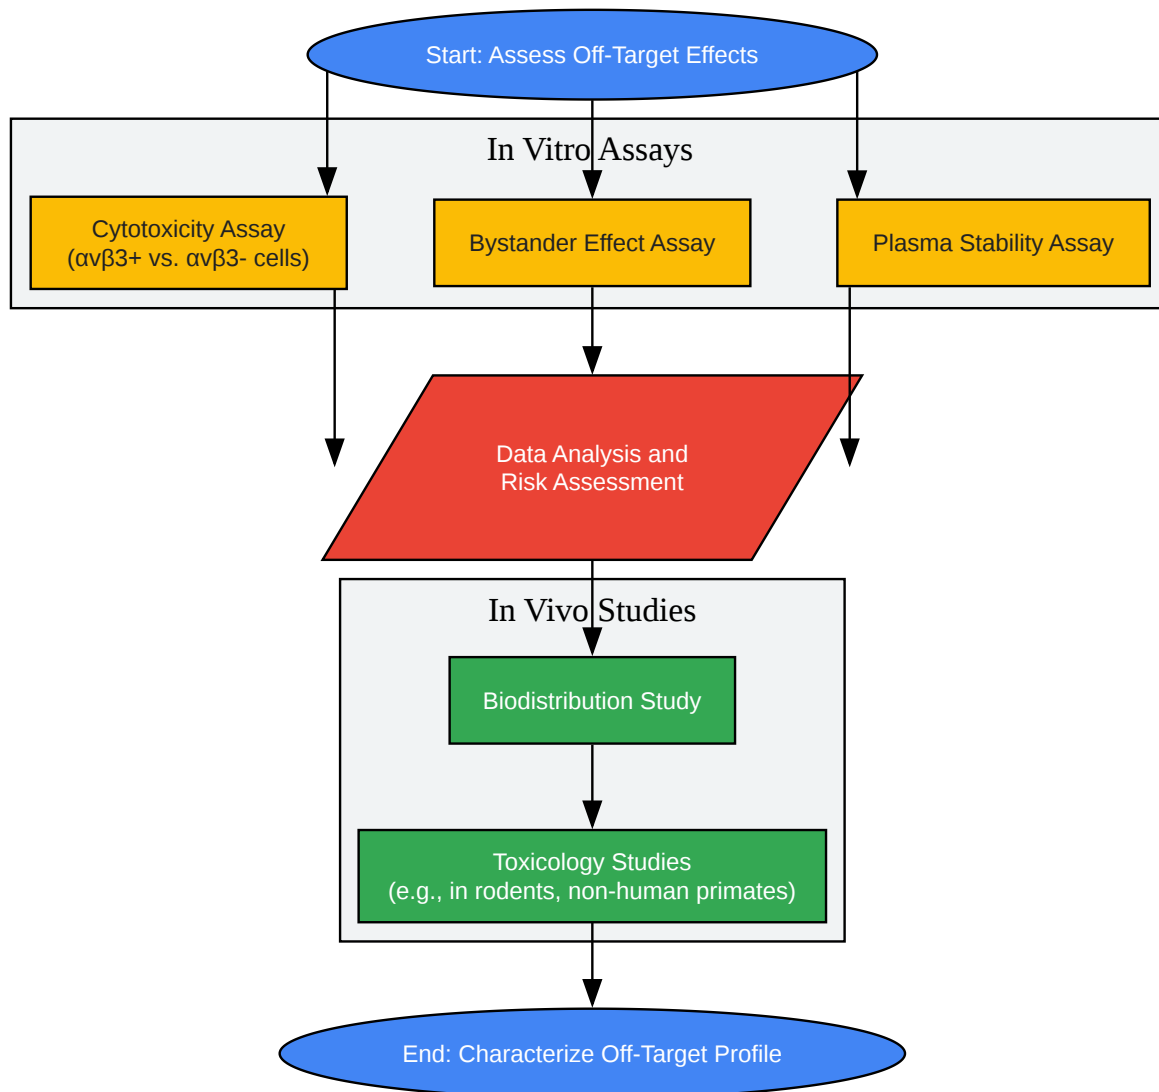 Start: Assess Off-Target Effects
In Vitro Assays
Cytotoxicity Assay
(αvβ3+ vs. αvβ3- cells)
Bystander Effect Assay
Plasma Stability Assay
Data Analysis and
Risk Assessment
In Vivo Studies
Biodistribution Study
Toxicology Studies
(e.g., in rodents, non-human primates)
End: Characterize Off-Target Profile